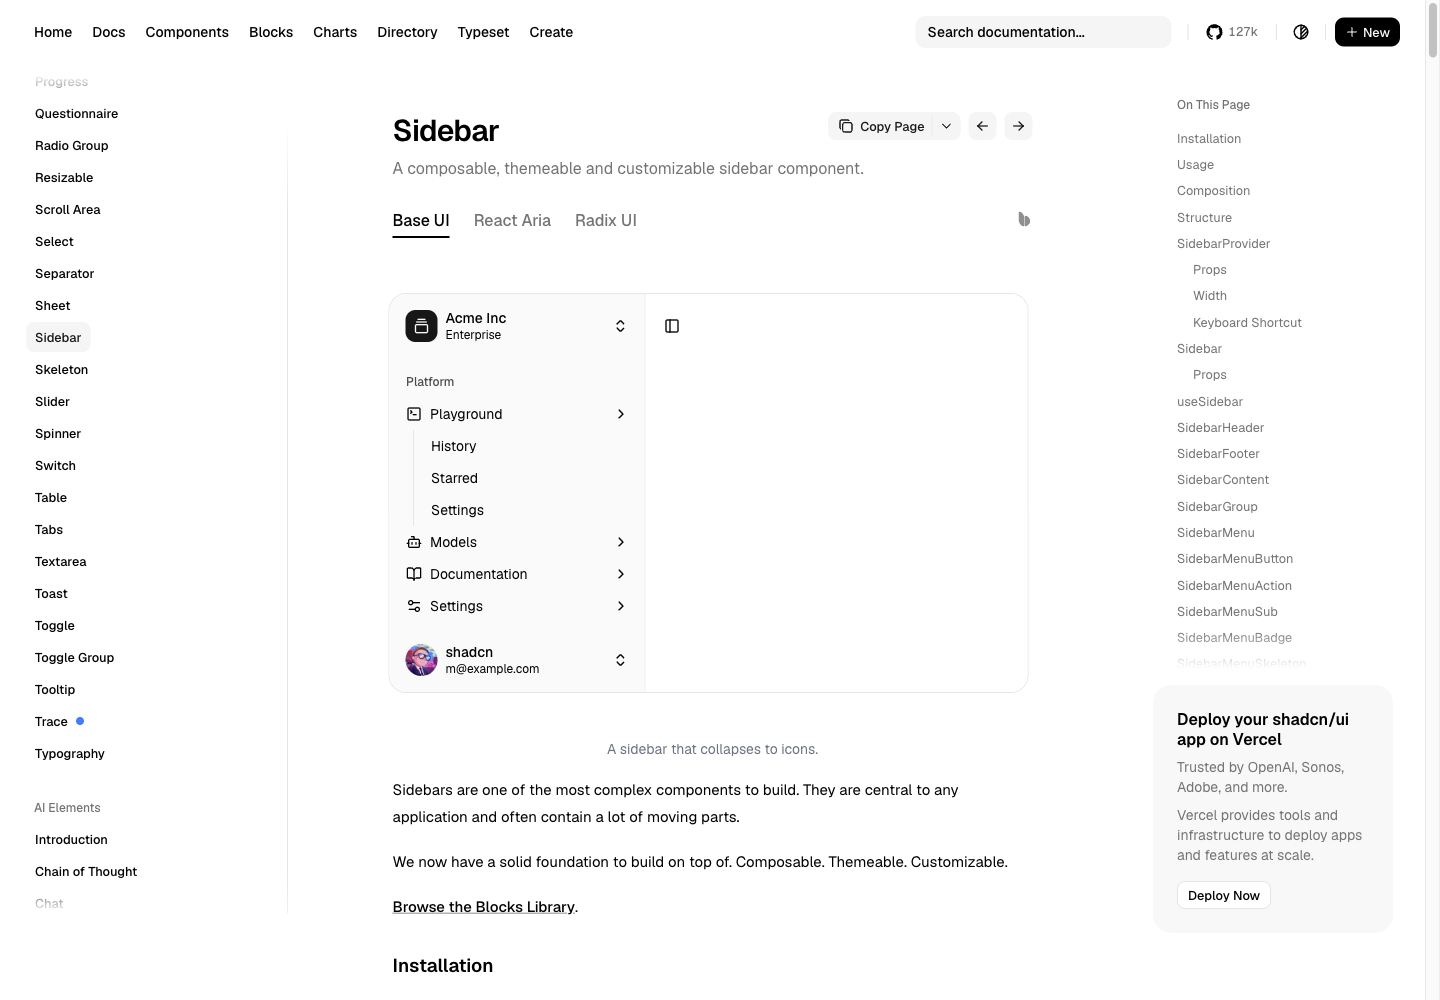 Home Docs Components Blocks Charts Directory Typeset Create
Search documentation...
127k
New
Progress
Questionnaire
Radio Group
Resizable
Scroll Area
Select
Separator
Sheet
Sidebar
Skeleton
Slider
Spinner
Switch
Table
Tabs
Textarea
Toast
Toggle
Toggle Group
Tooltip
Trace
Typography
AI Elements
Introduction
Chain of Thought
Chat
Sidebar
Copy Page
A composable, themeable and customizable sidebar component.
Base UI React Aria Radix UI
Acme Inc
Enterprise
Platform
Playground
History
Starred
Settings
Models
Documentation
Settings
shadcn
m@example.com
A sidebar that collapses to icons.
Sidebars are one of the most complex components to build. They are central to any
application and often contain a lot of moving parts.
We now have a solid foundation to build on top of. Composable. Themeable. Customizable.
Browse the Blocks Library.
Installation
On This Page
Installation
Usage
Composition
Structure
SidebarProvider
Props
Width
Keyboard Shortcut
Sidebar
Props
useSidebar
SidebarHeader
SidebarFooter
SidebarContent
SidebarGroup
SidebarMenu
SidebarMenuButton
SidebarMenuAction
SidebarMenuSub
SidebarMenuBadge
SidebarMenuSkeleton
Deploy your shadcn/ui
app on Vercel
Trusted by OpenAI, Sonos,
Adobe, and more.
Vercel provides tools and
infrastructure to deploy apps
and features at scale.
Deploy Now